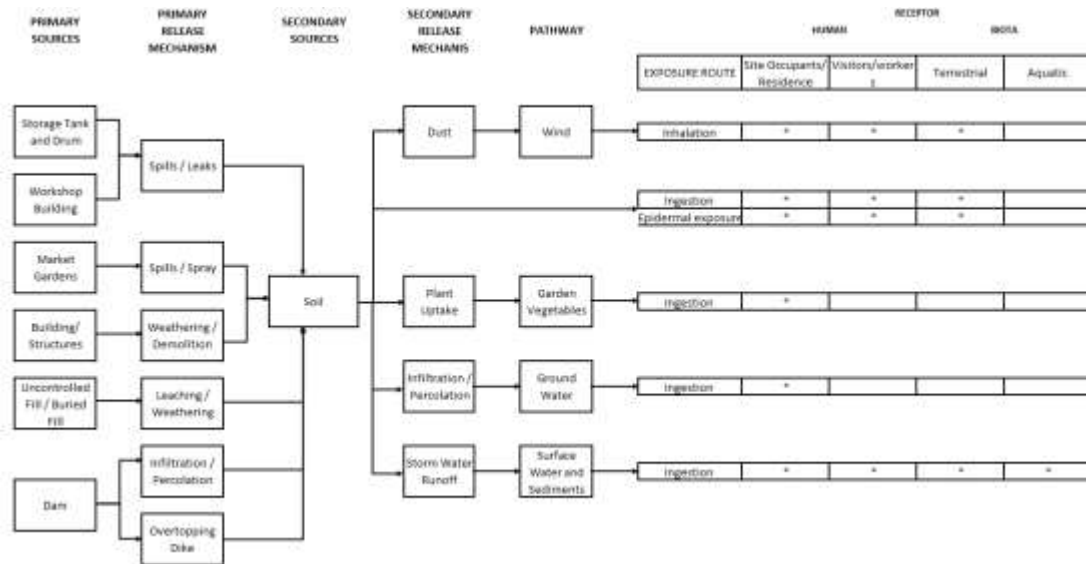 RECEPTOR
PRIMARY
SOURCES
PRIMARY
RELEASE
MECHANISM
SECONDARY
SOURCES
SECONDARY
RELEASE
MECHANIS
PATHWAY
HUMAN
BIOTA
EXPOSURE ROUTE
Site Occupants/
Residence
Visitors/worker
s
Terrestrial
Aquatic
Storage Tank
and Drum
Workshop
Building
Market
Gardens
Building/
Structures
Uncontrolled
Fill / Buried
Fill
Dam
Spills / Leaks
Spills / Spray
Weathering /
Demolition
Leaching /
Weathering
Infiltration /
Percolation
Overtopping
Dike
Soil
Dust
Plant
Uptake
Infiltration /
Percolation
Storm Water
Runoff
Wind
Garden
Vegetables
Ground
Water
Surface
Water and
Sediments
Inhalation * * *
Ingestion * * *
Epidermal exposure * * *
Ingestion *
Ingestion *
Ingestion * * * *